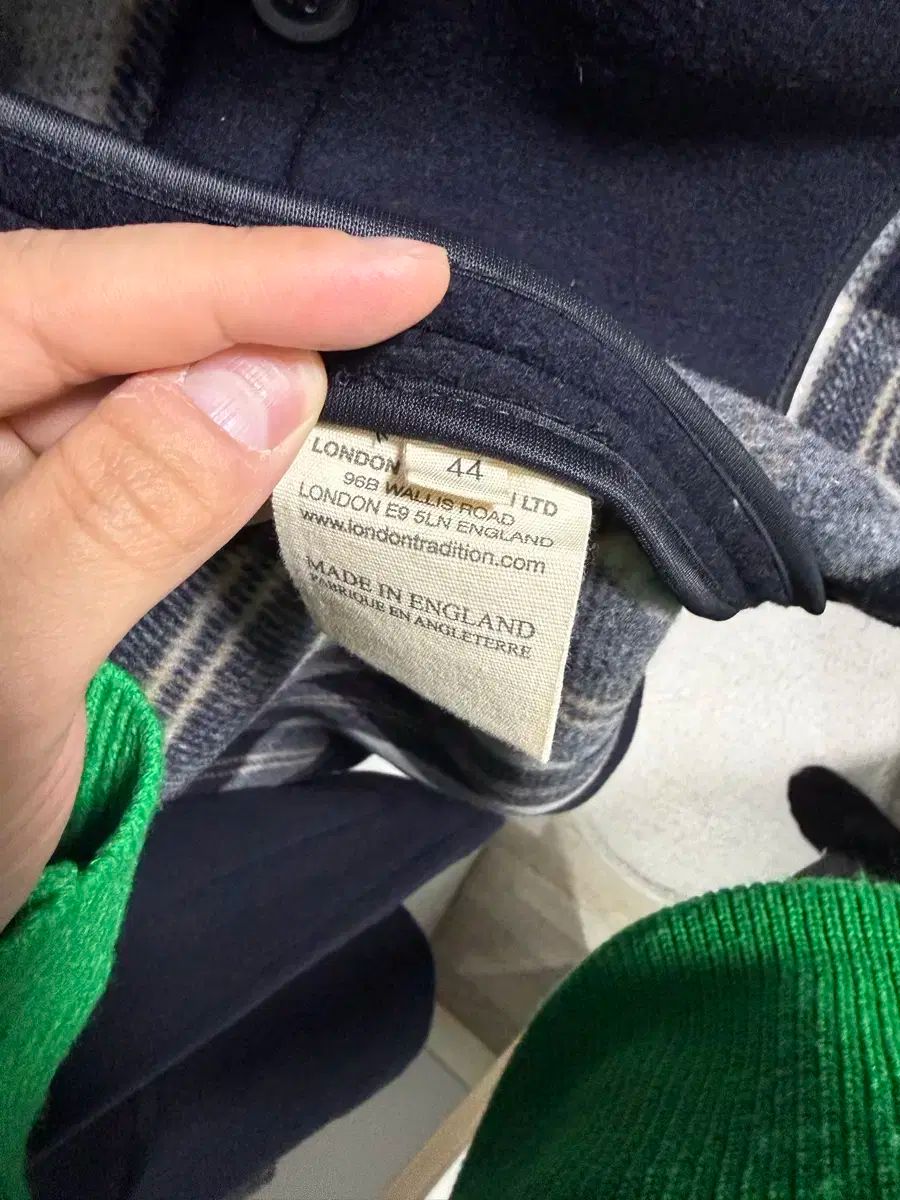 44
LONDON LTD
96B WALLIS ROAD
LONDON E9 5LN ENGLAND
www.londontradition.com
MADE IN ENGLAND
FABRIQUE EN ANGLETERRE